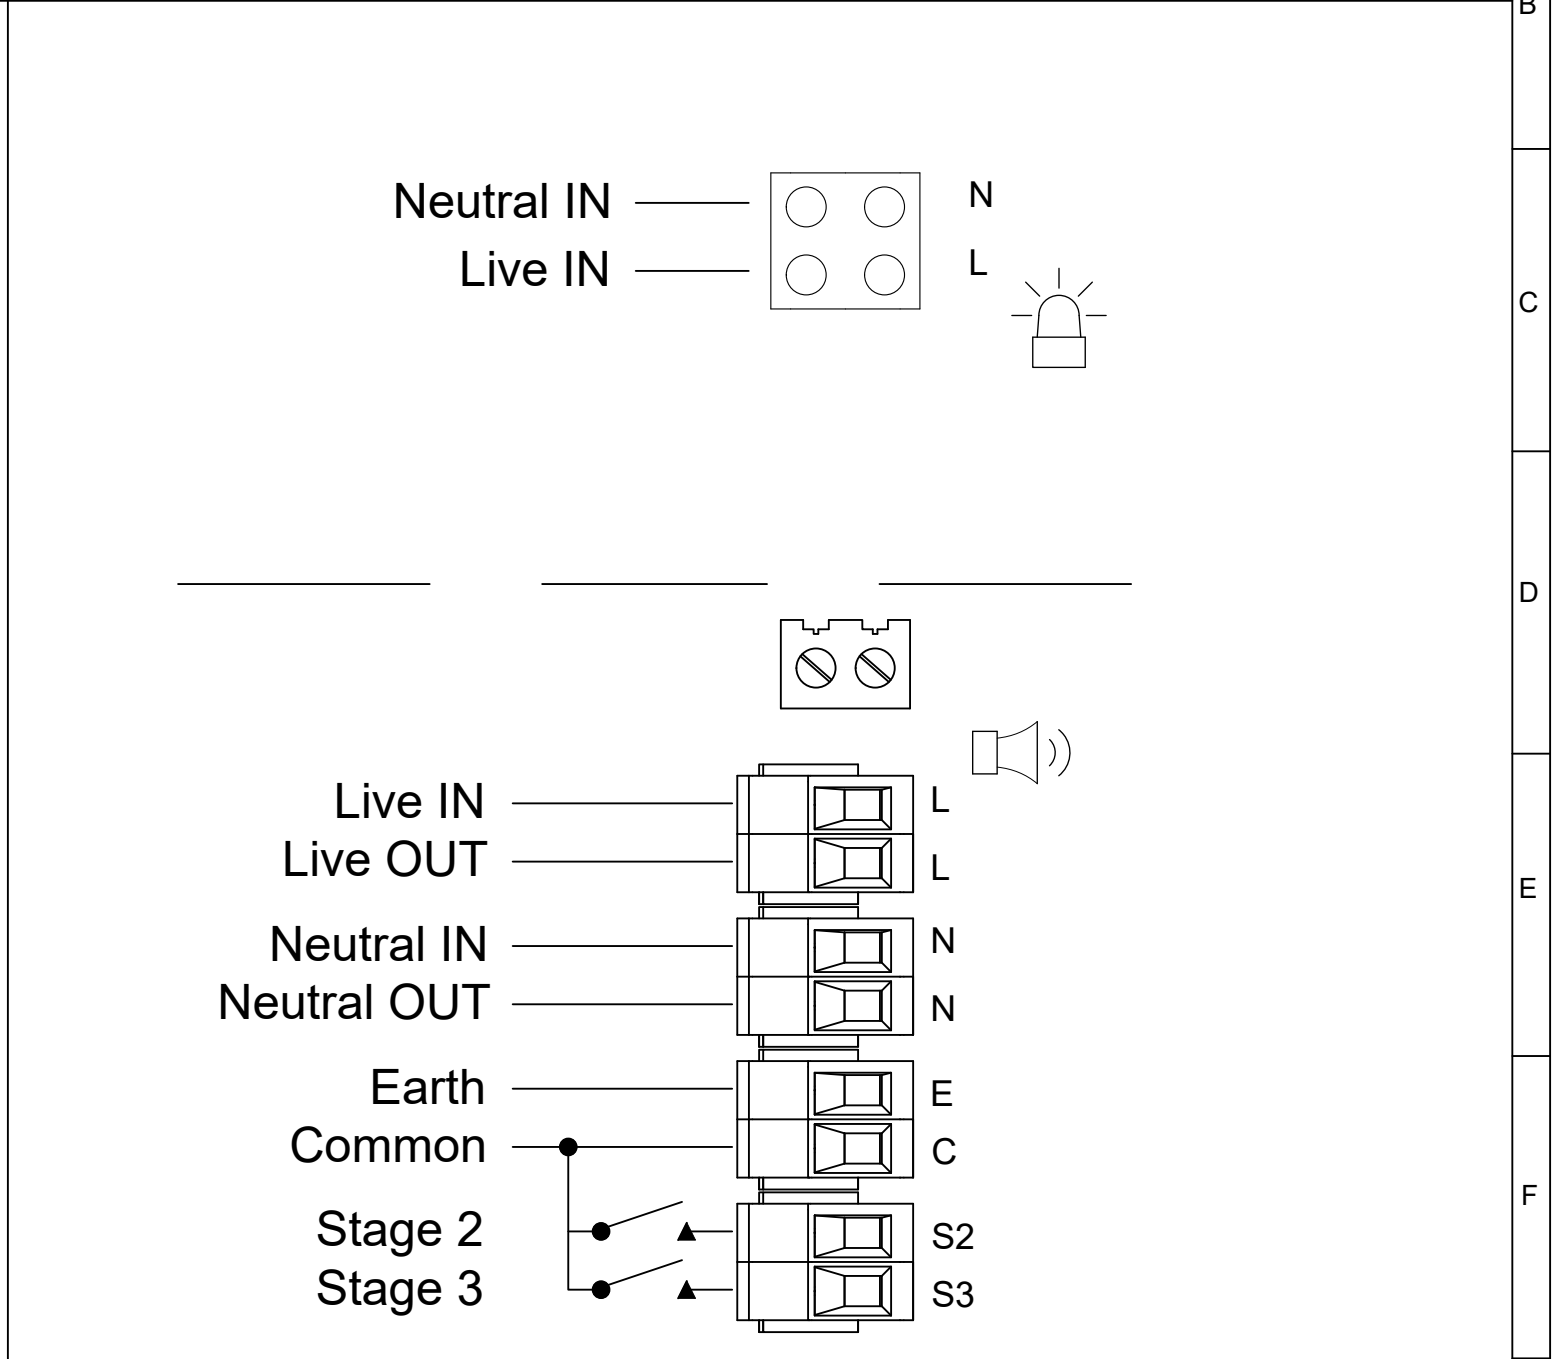 B
Neutral IN N
Live IN L
C
D
Live IN L
Live OUT L
E
Neutral IN N
Neutral OUT N
Earth E
Common C
F
Stage 2 S2
Stage 3 S3